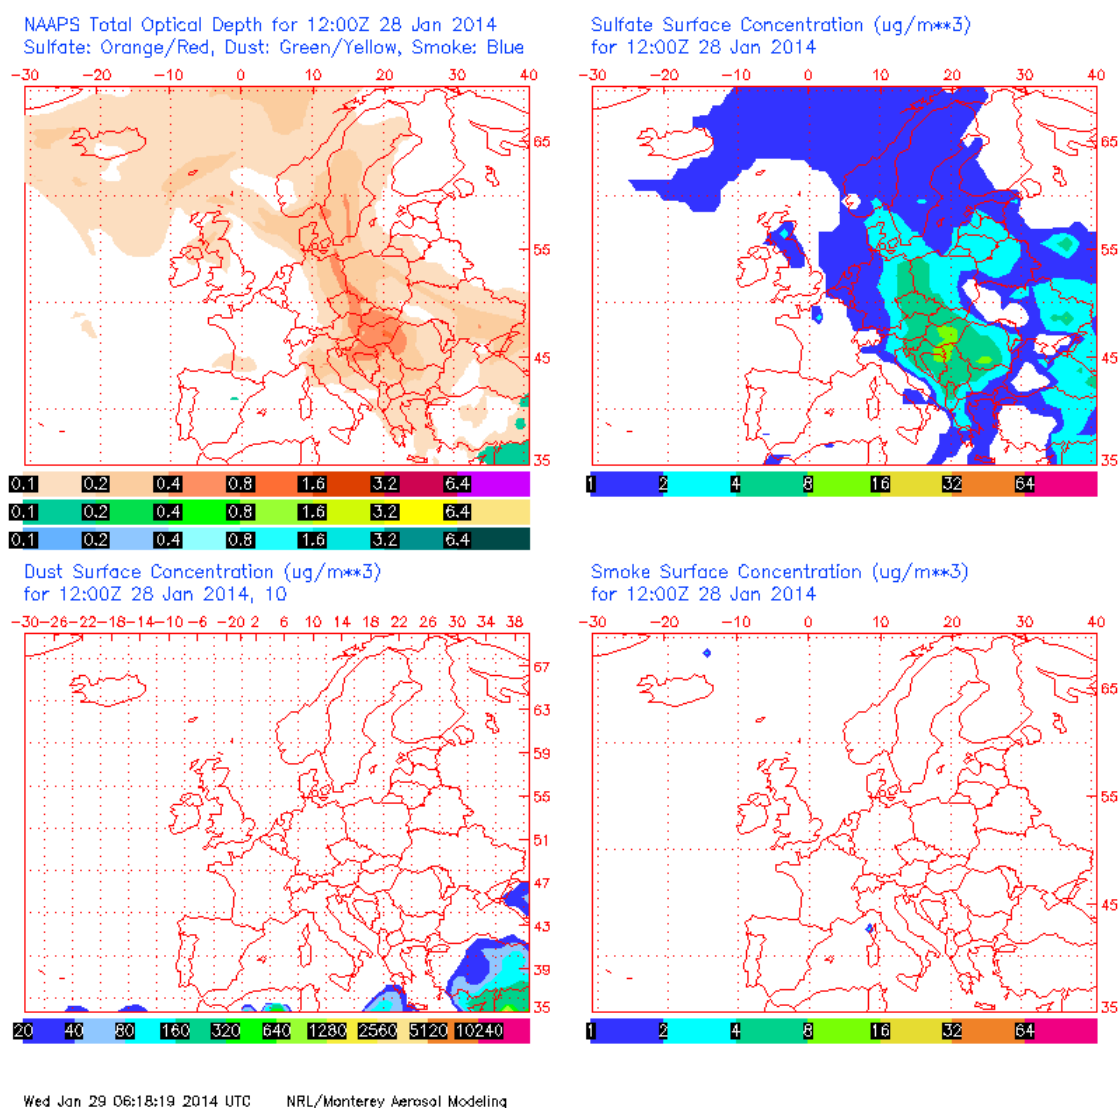 NAAPS Total Optical Depth for 12:00Z 28 Jan 2014
Sulfate: Orange/Red, Dust: Green/Yellow, Smoke: Blue
-30 -20 -10 0 10 20 30 40
65
55
45
35
0.1 0.2 0.4 0.8 1.6 3.2 6.4
0.1 0.2 0.4 0.8 1.6 3.2 6.4
0.1 0.2 0.4 0.8 1.6 3.2 6.4
Sulfate Surface Concentration (ug/m**3)
for 12:00Z 28 Jan 2014
-30 -20 -10 0 10 20 30 40
65
55
45
35
1 2 4 8 16 32 64
Dust Surface Concentration (ug/m**3)
for 12:00Z 28 Jan 2014, 10
-30-26-22-18-14-10 -6 -20 2 6 10 14 18 22 26 30 34 38
67
63
59
55
51
47
43
39
35
20 40 80 160 320 640 1280 2560 5120 10240
Smoke Surface Concentration (ug/m**3)
for 12:00Z 28 Jan 2014
-30 -20 -10 0 10 20 30 40
65
55
45
35
1 2 4 8 16 32 64
Wed Jan 29 06:18:19 2014 UTC NRL/Monterey Aerosol Modeling